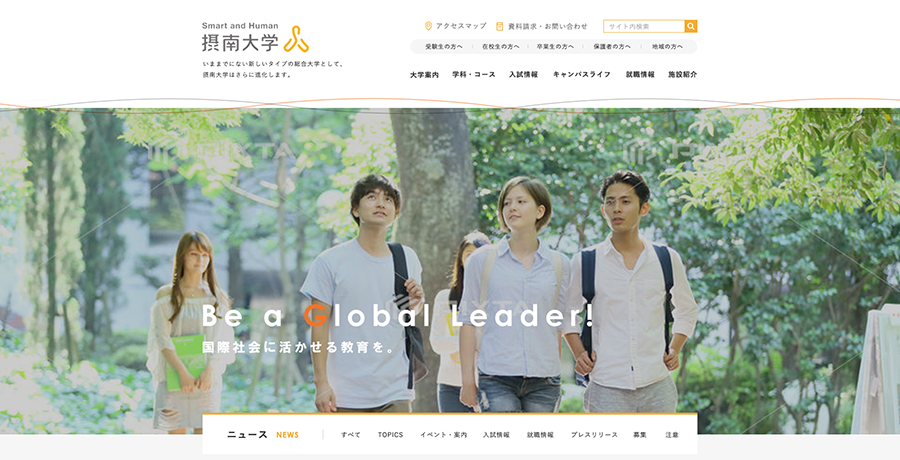 Smart and Human
摂南大学
いままでにない新しいタイプの総合大学として、
摂南大学はさらに進化します。
アクセスマップ 資料請求・お問い合わせ サイト内検索
受験生の方へ 在校生の方へ 卒業生の方へ 保護者の方へ 地域の方へ
大学案内 学科・コース 入試情報 キャンパスライフ 就職情報 施設紹介
PIXTA
Be a Global Leader!
国際社会に活かせる教育を。
ニュース NEWS すべて TOPICS イベント・案内 入試情報 就職情報 プレスリリース 募集 注意